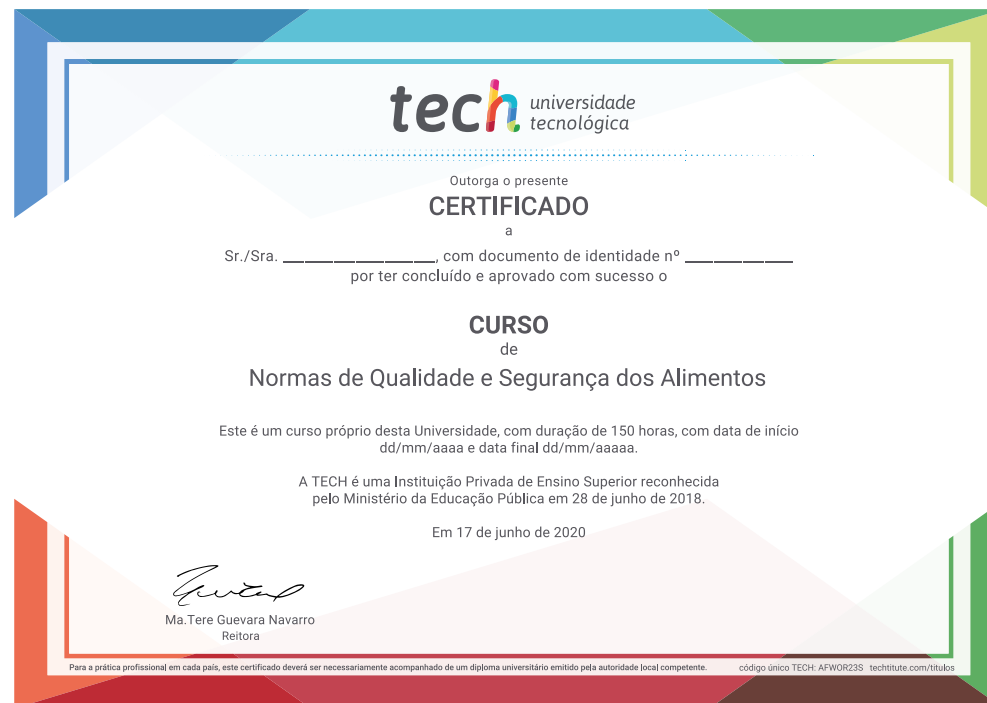 tech universidade
tecnológica
Outorga o presente
CERTIFICADO
a
Sr./Sra. ________________, com documento de identidade nº ___________
por ter concluído e aprovado com sucesso o
CURSO
de
Normas de Qualidade e Segurança dos Alimentos
Este é um curso próprio desta Universidade, com duração de 150 horas, com data de início
dd/mm/aaaa e data final dd/mm/aaaaa.
A TECH é uma Instituição Privada de Ensino Superior reconhecida
pelo Ministério da Educação Pública em 28 de junho de 2018.
Em 17 de junho de 2020
Ma.Tere Guevara Navarro
Reitora
Para a prática profissional em cada país, este certificado deverá ser necessariamente acompanhado de um diploma universitário emitido pela autoridade local competente. código único TECH: AFWOR23S techtitute.com/titulos